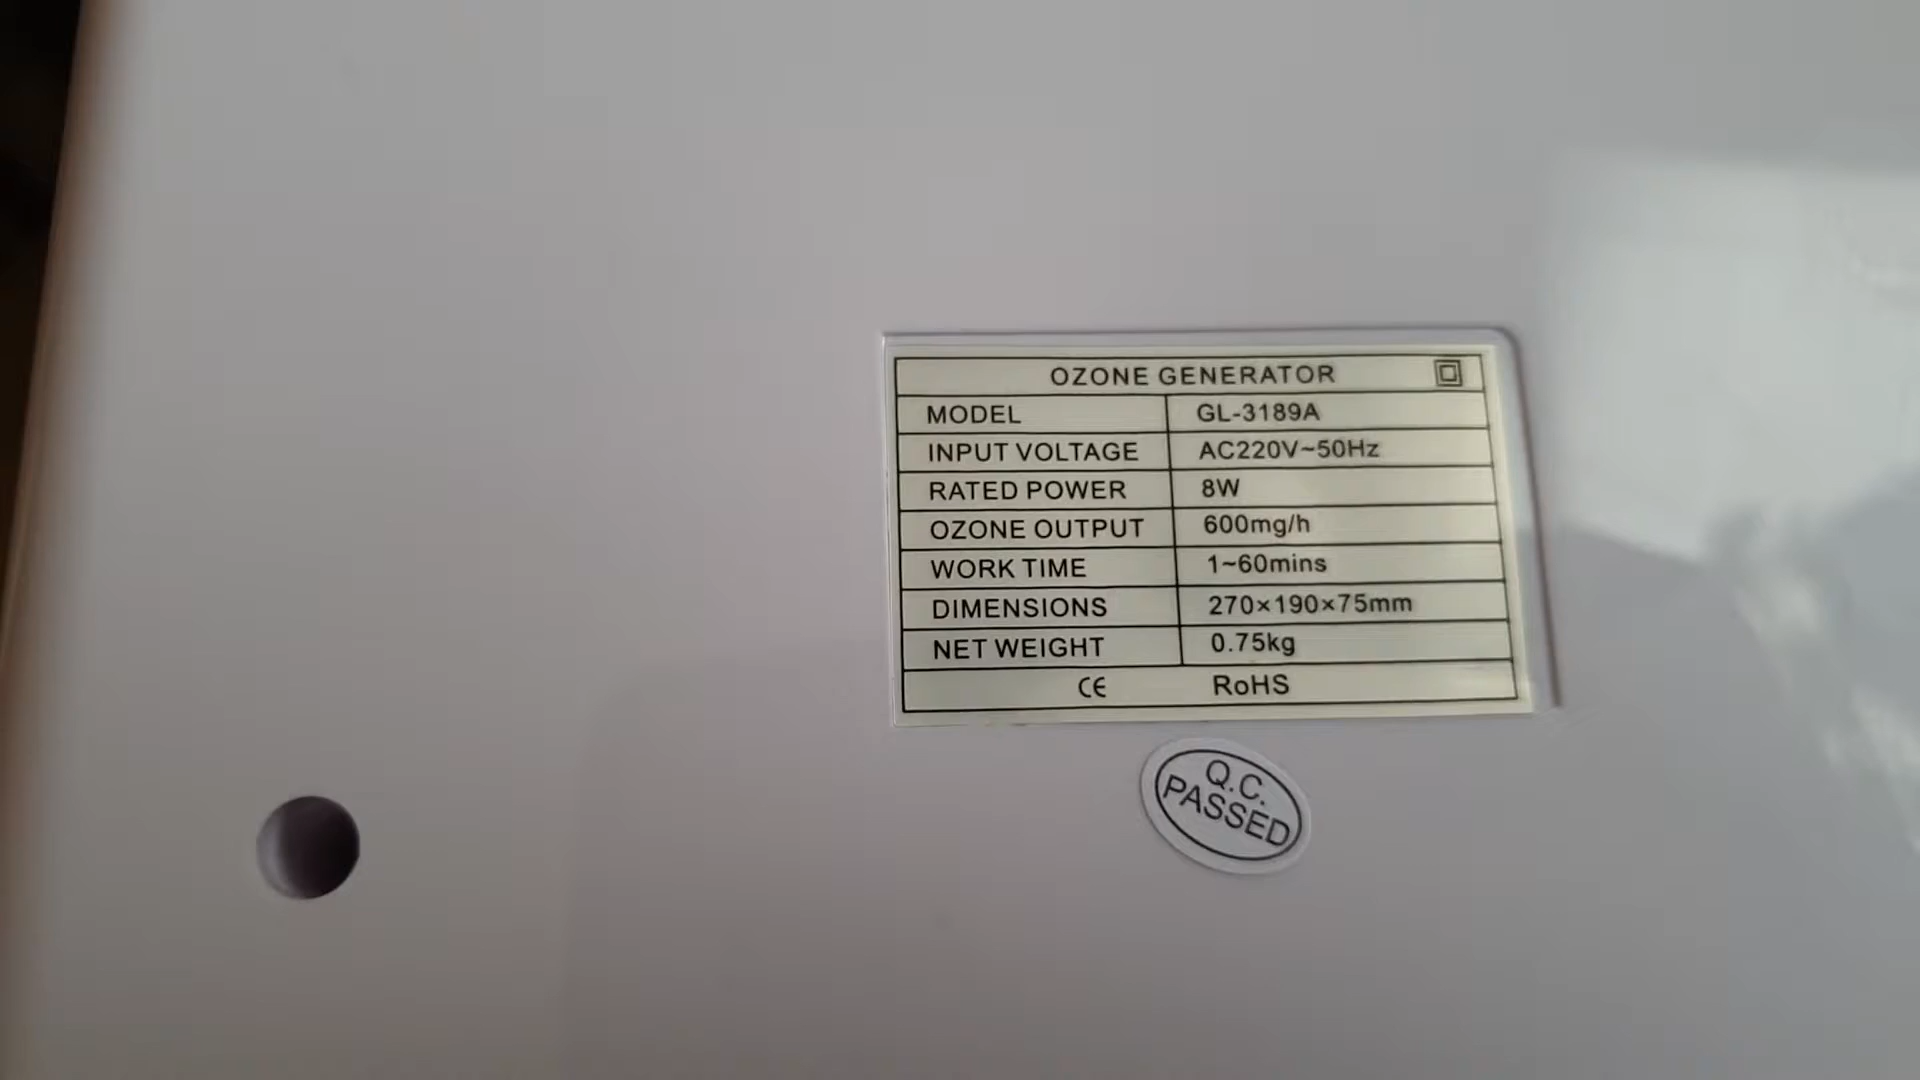 OZONE GENERATOR
MODEL GL-3189A
INPUT VOLTAGE AC220V~50Hz
RATED POWER 8W
OZONE OUTPUT 600mg/h
WORK TIME 1~60mins
DIMENSIONS 270×190×75mm
NET WEIGHT 0.75kg
CE RoHS
Q.C.
PASSED